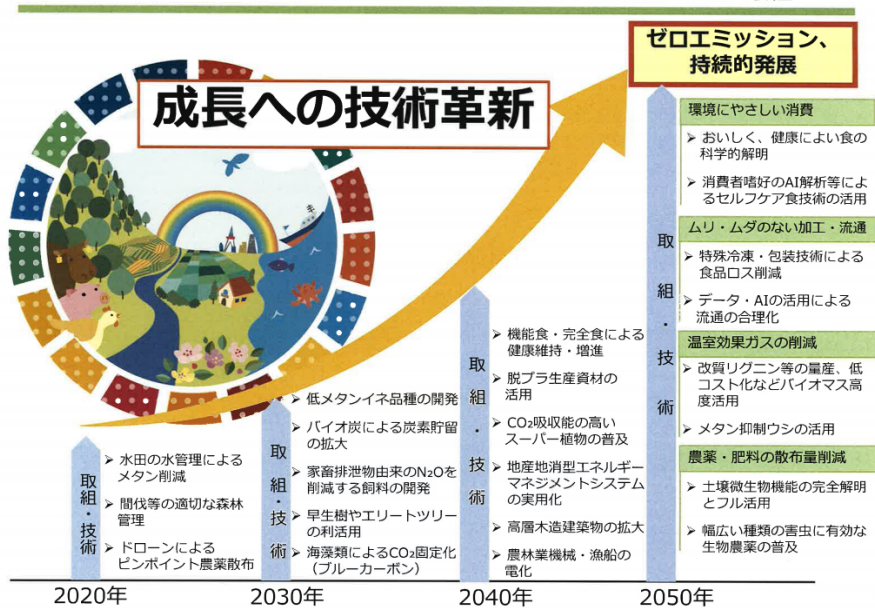 ゼロエミッション、
持続的発展
成長への技術革新
取組・技術
➤ 水田の水管理による
メタン削減
➤ 間伐等の適切な森林
管理
➤ ドローンによる
ピンポイント農薬散布
2020年
取組・技術
➤ 低メタンイネ品種の開発
➤ バイオ炭による炭素貯留
の拡大
➤ 家畜排泄物由来のN2Oを
削減する飼料の開発
➤ 早生樹やエリートツリー
の利活用
➤ 海藻類によるCO₂固定化
（ブルーカーボン）
2030年
取組・技術
➤ 機能食・完全食による
健康維持・増進
➤ 脱プラ生産資材の
活用
➤ CO₂吸収能の高い
スーパー植物の普及
➤ 地産地消型エネルギー
マネジメントシステム
の実用化
➤ 高層木造建築物の拡大
➤ 農林業機械・漁船の
電化
2040年
取組・技術
環境にやさしい消費
➤ おいしく、健康によい食の
科学的解明
➤ 消費者嗜好のAI解析等によ
るセルフケア食技術の活用
ムリ・ムダのない加工・流通
➤ 特殊冷凍・包装技術による
食品ロス削減
➤ データ・AIの活用による
流通の合理化
温室効果ガスの削減
➤ 改質リグニン等の量産、低
コスト化などバイオマス高
度活用
➤ メタン抑制ウシの活用
農薬・肥料の散布量削減
➤ 土壌微生物機能の完全解明
とフル活用
➤ 幅広い種類の害虫に有効な
生物農薬の普及
2050年